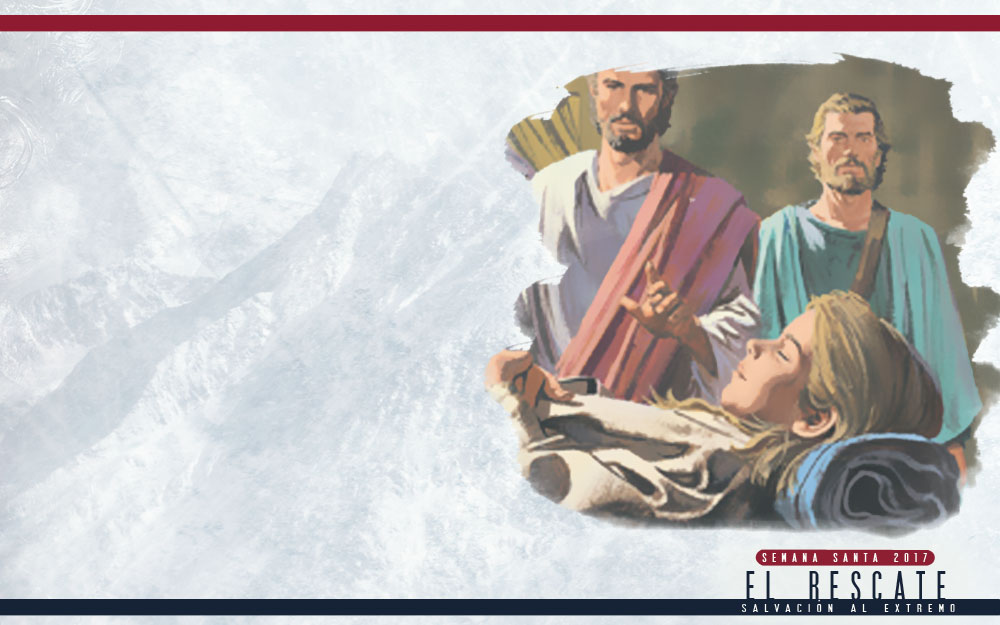 SEMANA SANTA 2017
EL RESCATE
SALVACIÓN AL EXTREMO